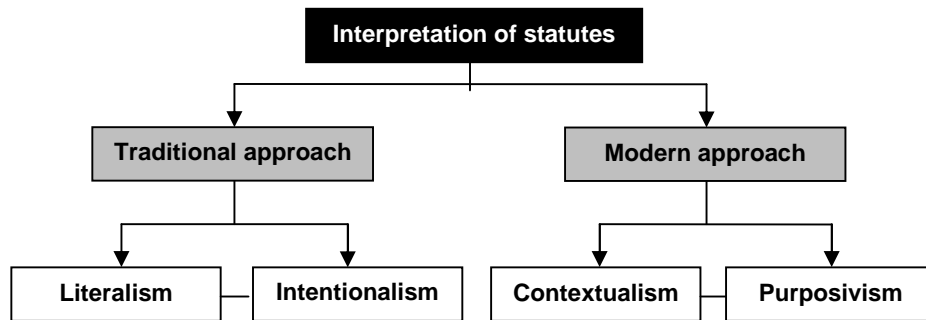 Interpretation of statutes
Traditional approach
Modern approach
Literalism
Intentionalism
Contextualism
Purposivism